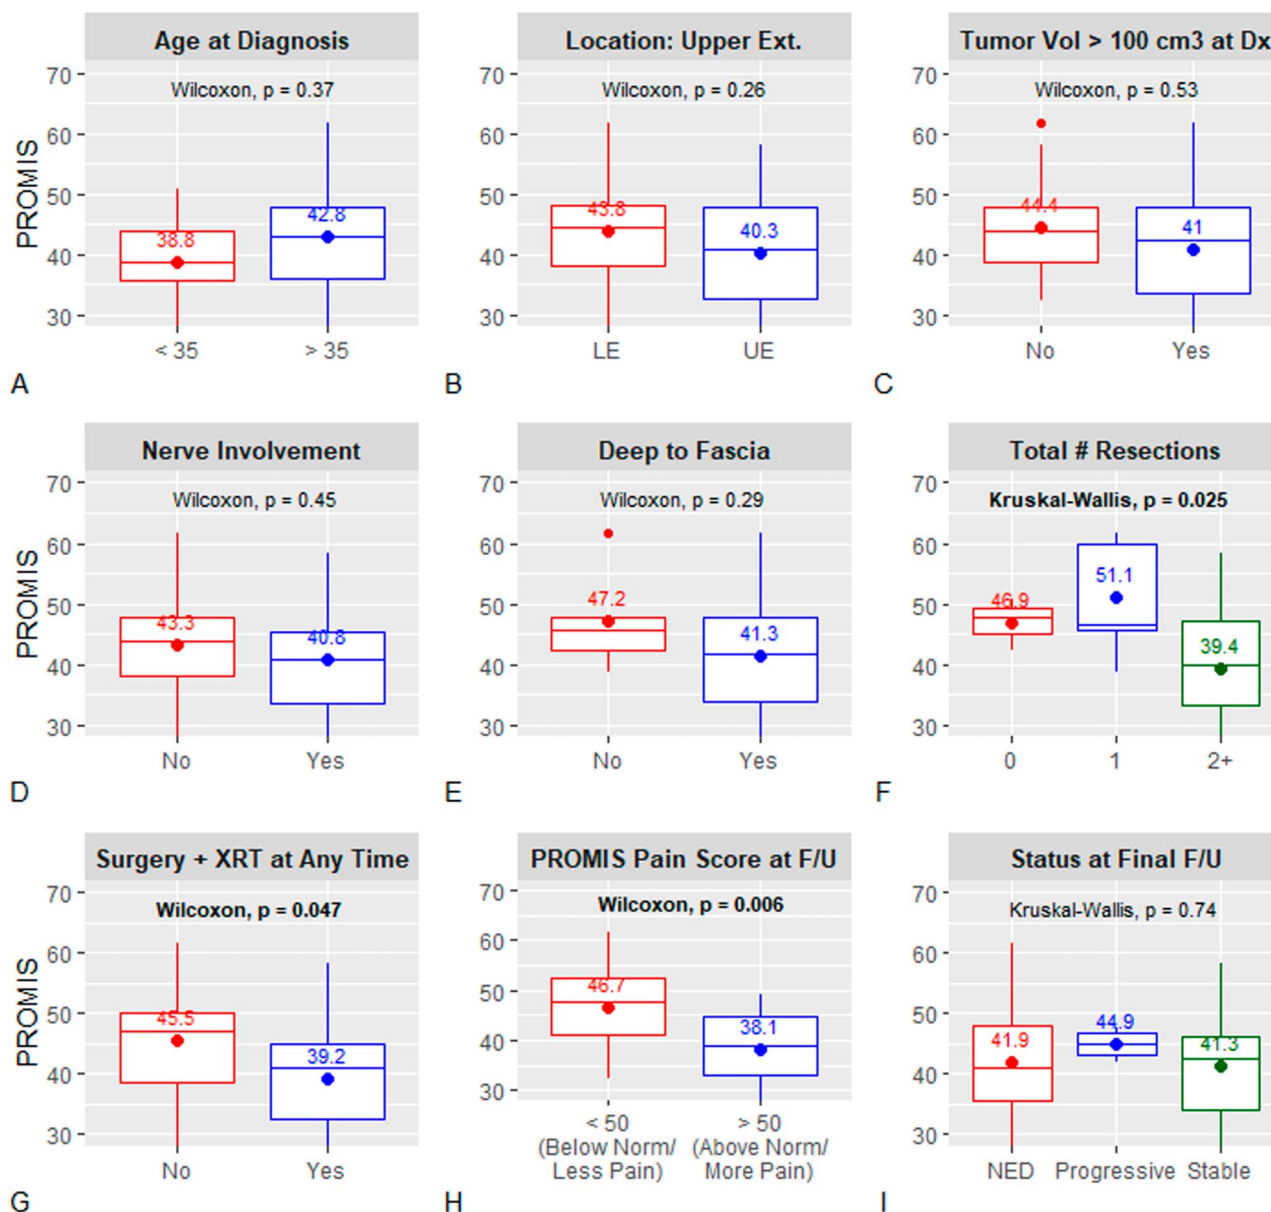 Age at Diagnosis
Wilcoxon, p = 0.37
PROMIS
70
60
50
40
30
38.8
42.8
< 35
> 35
A
Location: Upper Ext.
Wilcoxon, p = 0.26
70
60
50
40
30
43.8
40.3
LE
UE
B
Tumor Vol > 100 cm3 at Dx
Wilcoxon, p = 0.53
70
60
50
40
30
44.4
41
No
Yes
C
Nerve Involvement
Wilcoxon, p = 0.45
PROMIS
70
60
50
40
30
43.3
40.8
No
Yes
D
Deep to Fascia
Wilcoxon, p = 0.29
70
60
50
40
30
47.2
41.3
No
Yes
E
Total # Resections
Kruskal-Wallis, p = 0.025
70
60
50
40
30
46.9
51.1
39.4
0
1
2+
F
Surgery + XRT at Any Time
Wilcoxon, p = 0.047
PROMIS
70
60
50
40
30
45.5
39.2
No
Yes
G
PROMIS Pain Score at F/U
Wilcoxon, p = 0.006
70
60
50
40
30
46.7
38.1
< 50
(Below Norm/
Less Pain)
> 50
(Above Norm/
More Pain)
H
Status at Final F/U
Kruskal-Wallis, p = 0.74
70
60
50
40
30
41.9
44.9
41.3
NED
Progressive
Stable
I